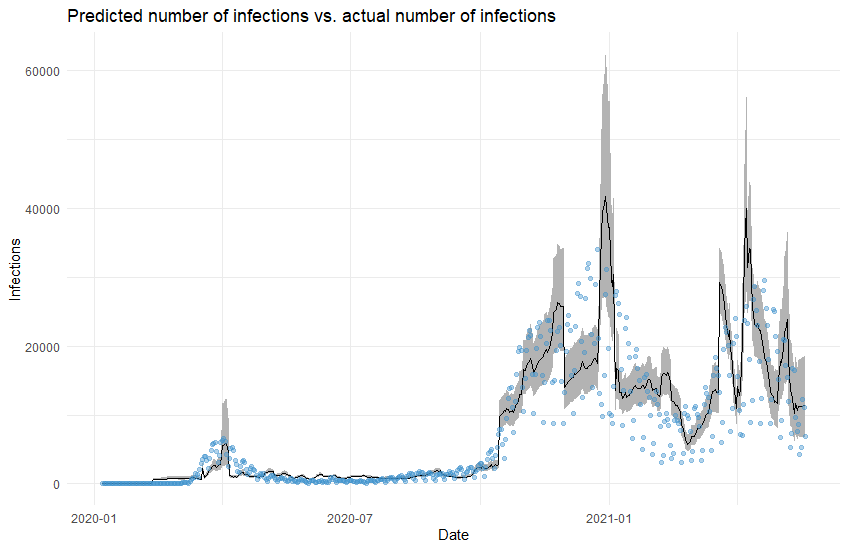 Predicted number of infections vs. actual number of infections
60000
40000
20000
0
Infections
2020-01
2020-07
2021-01
Date